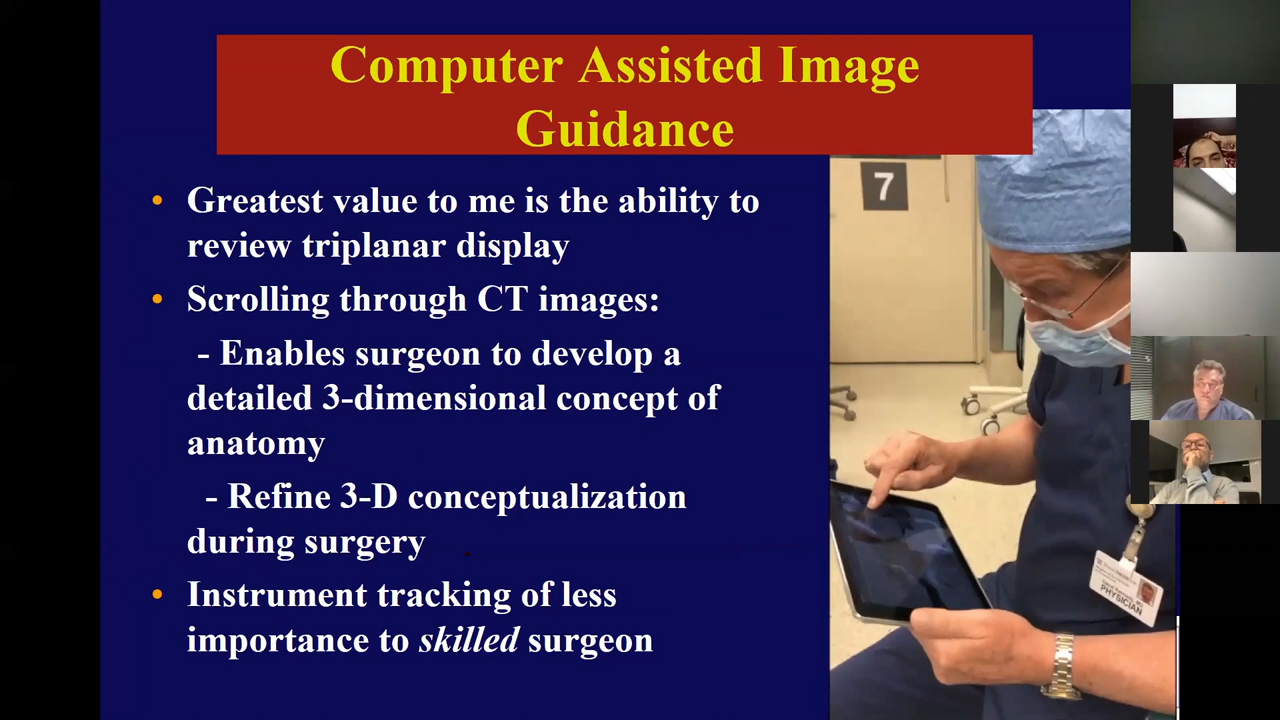 Computer Assisted Image
Guidance
• Greatest value to me is the ability to
review triplanar display
• Scrolling through CT images:
- Enables surgeon to develop a
detailed 3-dimensional concept of
anatomy
- Refine 3-D conceptualization
during surgery
• Instrument tracking of less
importance to skilled surgeon
7
PHYSICIAN